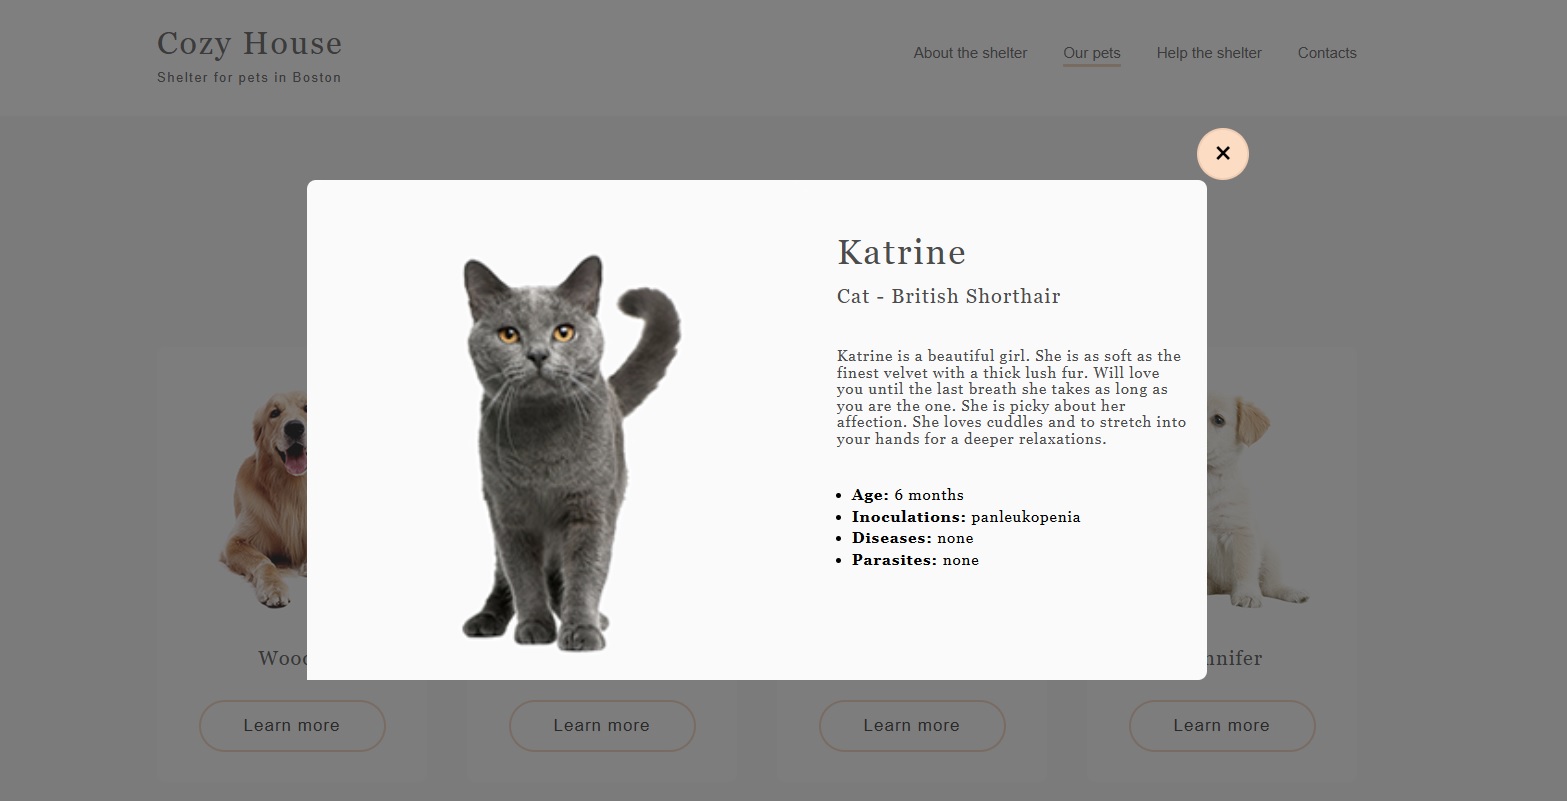 Cozy House
Shelter for pets in Boston
About the shelter Our pets Help the shelter Contacts
×
Katrine
Cat - British Shorthair
Katrine is a beautiful girl. She is as soft as the
finest velvet with a thick lush fur. Will love
you until the last breath she takes as long as
you are the one. She is picky about her
affection. She loves cuddles and to stretch into
your hands for a deeper relaxations.
• Age: 6 months
• Inoculations: panleukopenia
• Diseases: none
• Parasites: none
Learn more Learn more Learn more Learn more